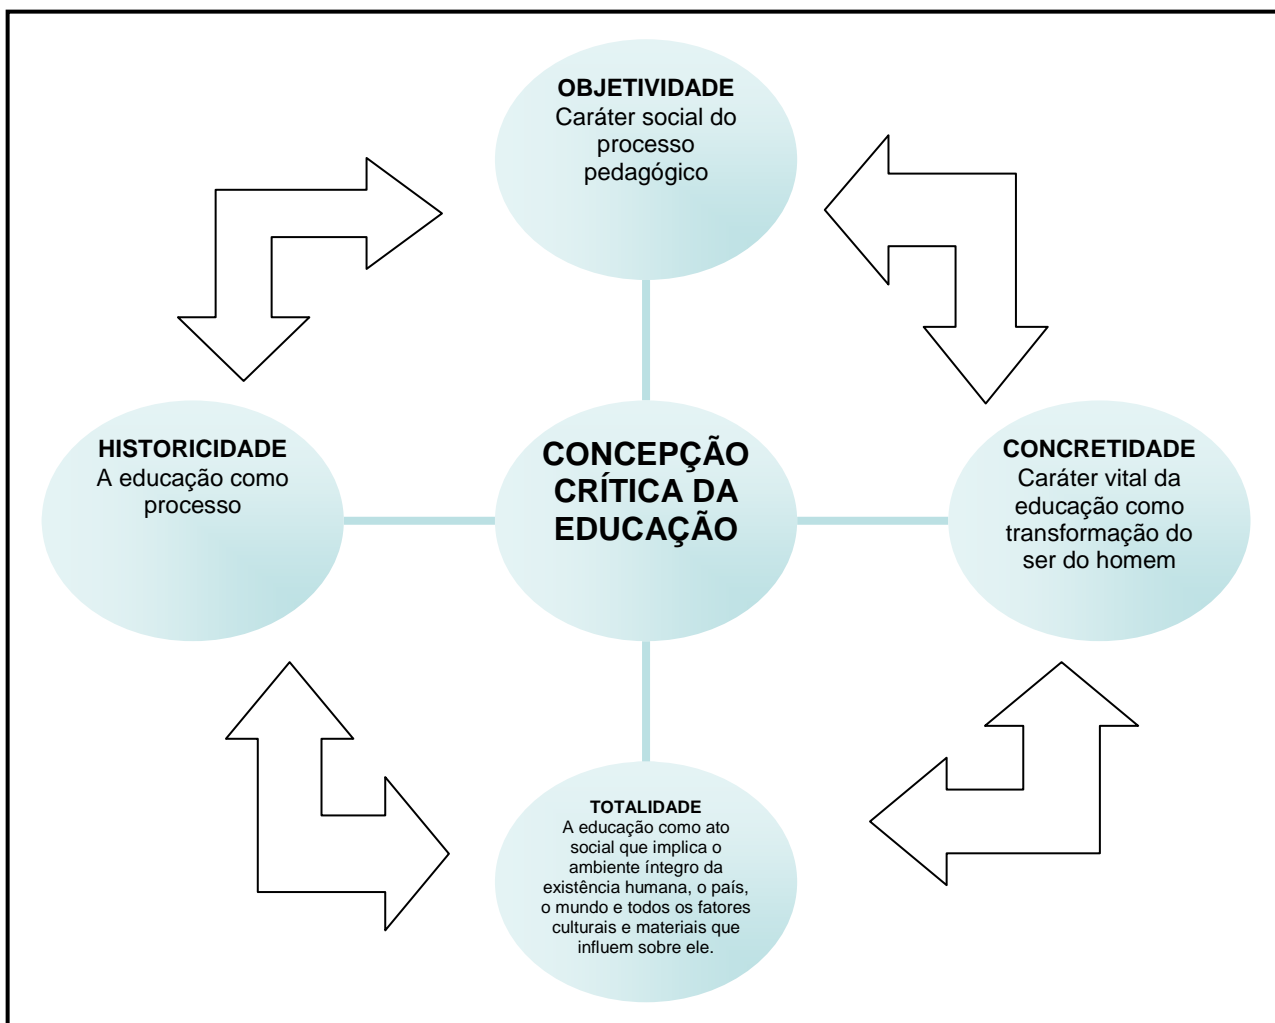 OBJETIVIDADE
Caráter social do
processo
pedagógico
HISTORICIDADE
A educação como
processo
CONCEPÇÃO
CRÍTICA DA
EDUCAÇÃO
CONCRETIDADE
Caráter vital da
educação como
transformação do
ser do homem
TOTALIDADE
A educação como ato
social que implica o
ambiente íntegro da
existência humana, o país,
o mundo e todos os fatores
culturais e materiais que
influem sobre ele.